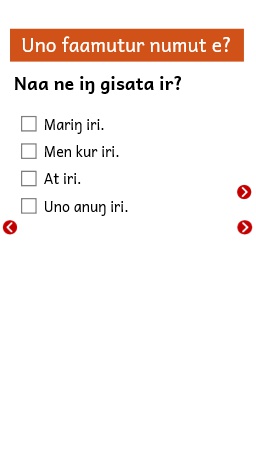 Uno faamutur numut e?
Naa ne iŋ gisata ir?
Mariŋ iri.
Men kur iri.
At iri.
Uno anuŋ iri.